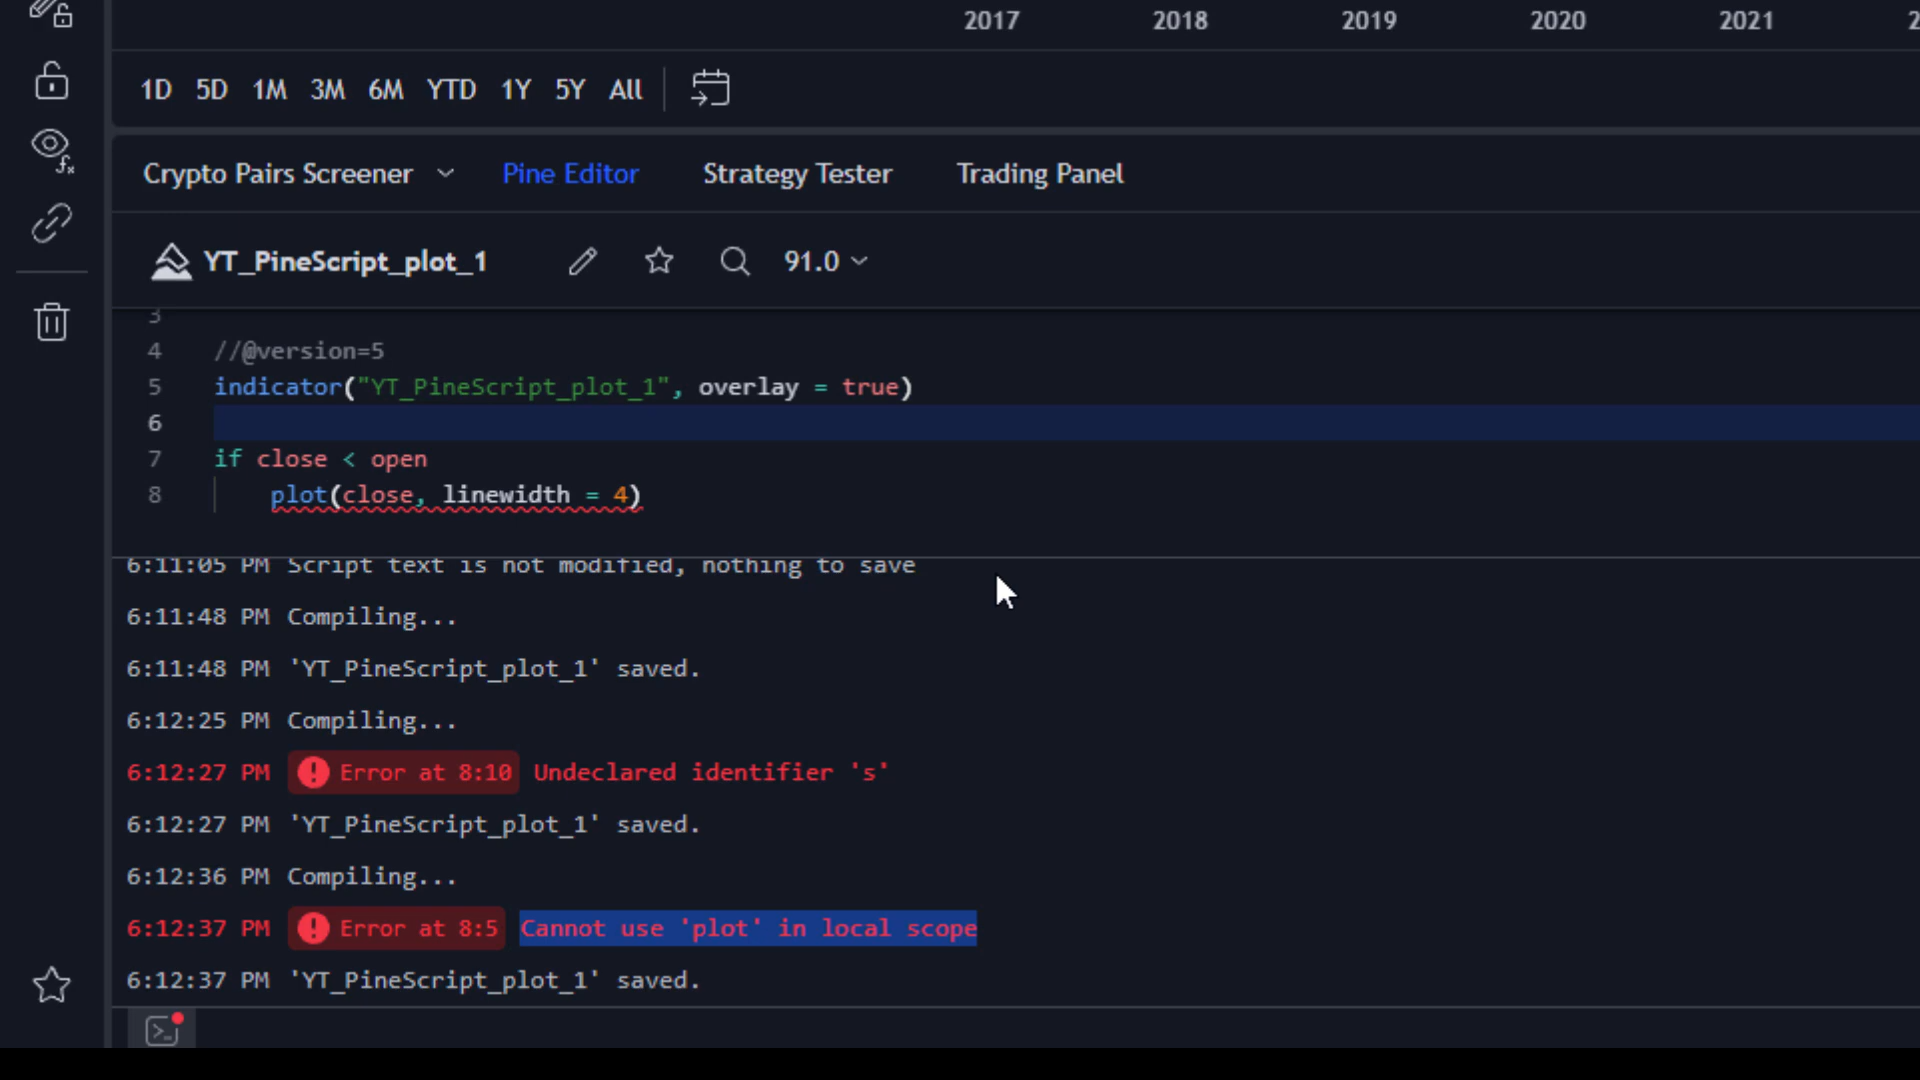 2017 2018 2019 2020 2021 2
1D 5D 1M 3M 6M YTD 1Y 5Y All
Crypto Pairs Screener Pine Editor Strategy Tester Trading Panel
YT_PineScript_plot_1 91.0
3
4 //@version=5
5 indicator("YT_PineScript_plot_1", overlay = true)
6
7 if close < open
8 plot(close, linewidth = 4)
6:11:05 PM Script text is not modified, nothing to save
6:11:48 PM Compiling...
6:11:48 PM 'YT_PineScript_plot_1' saved.
6:12:25 PM Compiling...
6:12:27 PM Error at 8:10 Undeclared identifier 's'
6:12:27 PM 'YT_PineScript_plot_1' saved.
6:12:36 PM Compiling...
6:12:37 PM Error at 8:5 Cannot use 'plot' in local scope
6:12:37 PM 'YT_PineScript_plot_1' saved.